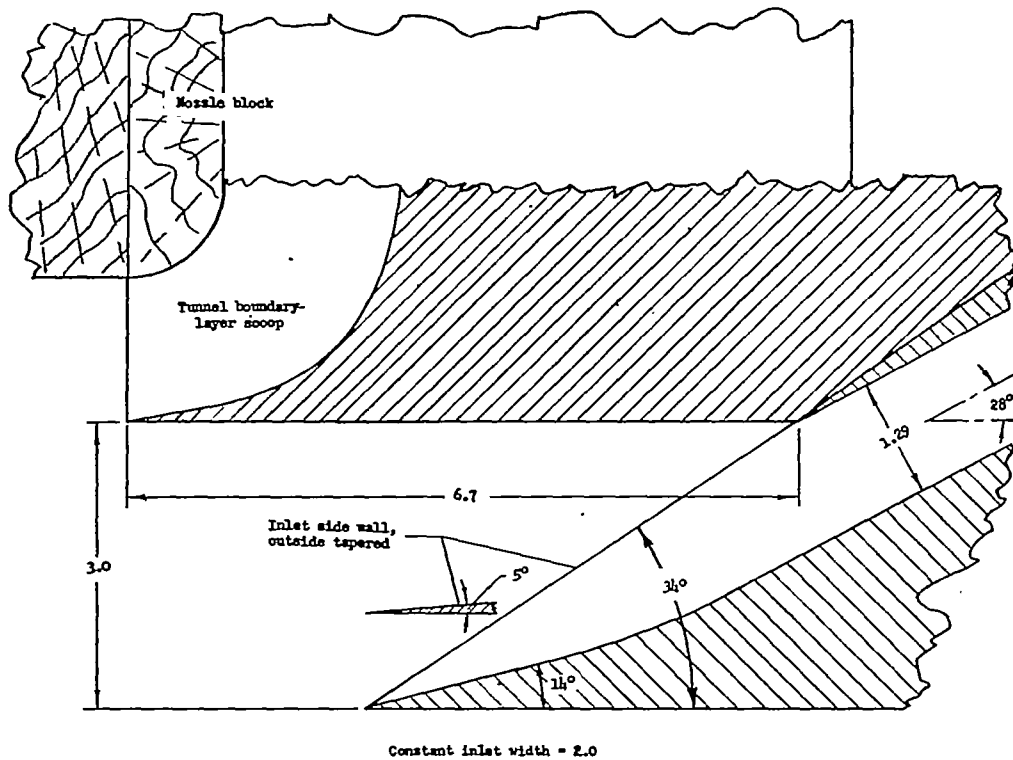 Nozzle block
Tunnel boundary-
layer scoop
28°
1.29
6.7
Inlet side wall,
outside tapered
3.0
5°
34°
14°
Constant inlet width = 2.0